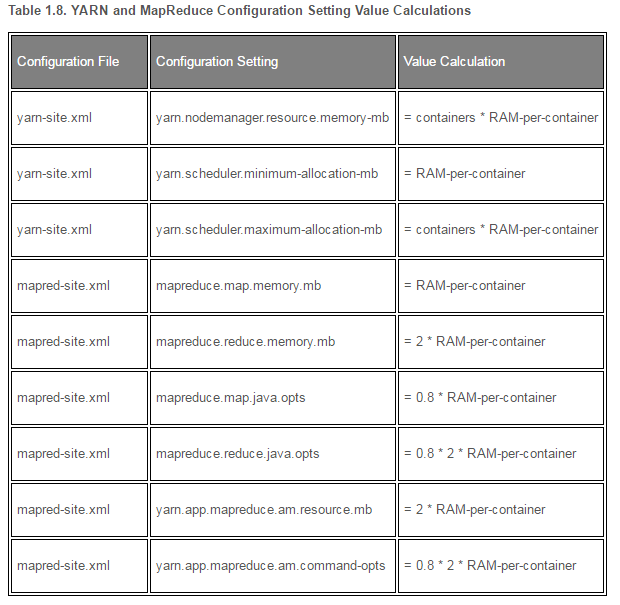 Table 1.8. YARN and MapReduce Configuration Setting Value Calculations
Configuration File Configuration Setting Value Calculation
yarn-site.xml yarn.nodemanager.resource.memory-mb = containers * RAM-per-container
yarn-site.xml yarn.scheduler.minimum-allocation-mb = RAM-per-container
yarn-site.xml yarn.scheduler.maximum-allocation-mb = containers * RAM-per-container
mapred-site.xml mapreduce.map.memory.mb = RAM-per-container
mapred-site.xml mapreduce.reduce.memory.mb = 2 * RAM-per-container
mapred-site.xml mapreduce.map.java.opts = 0.8 * RAM-per-container
mapred-site.xml mapreduce.reduce.java.opts = 0.8 * 2 * RAM-per-container
mapred-site.xml yarn.app.mapreduce.am.resource.mb = 2 * RAM-per-container
mapred-site.xml yarn.app.mapreduce.am.command-opts = 0.8 * 2 * RAM-per-container